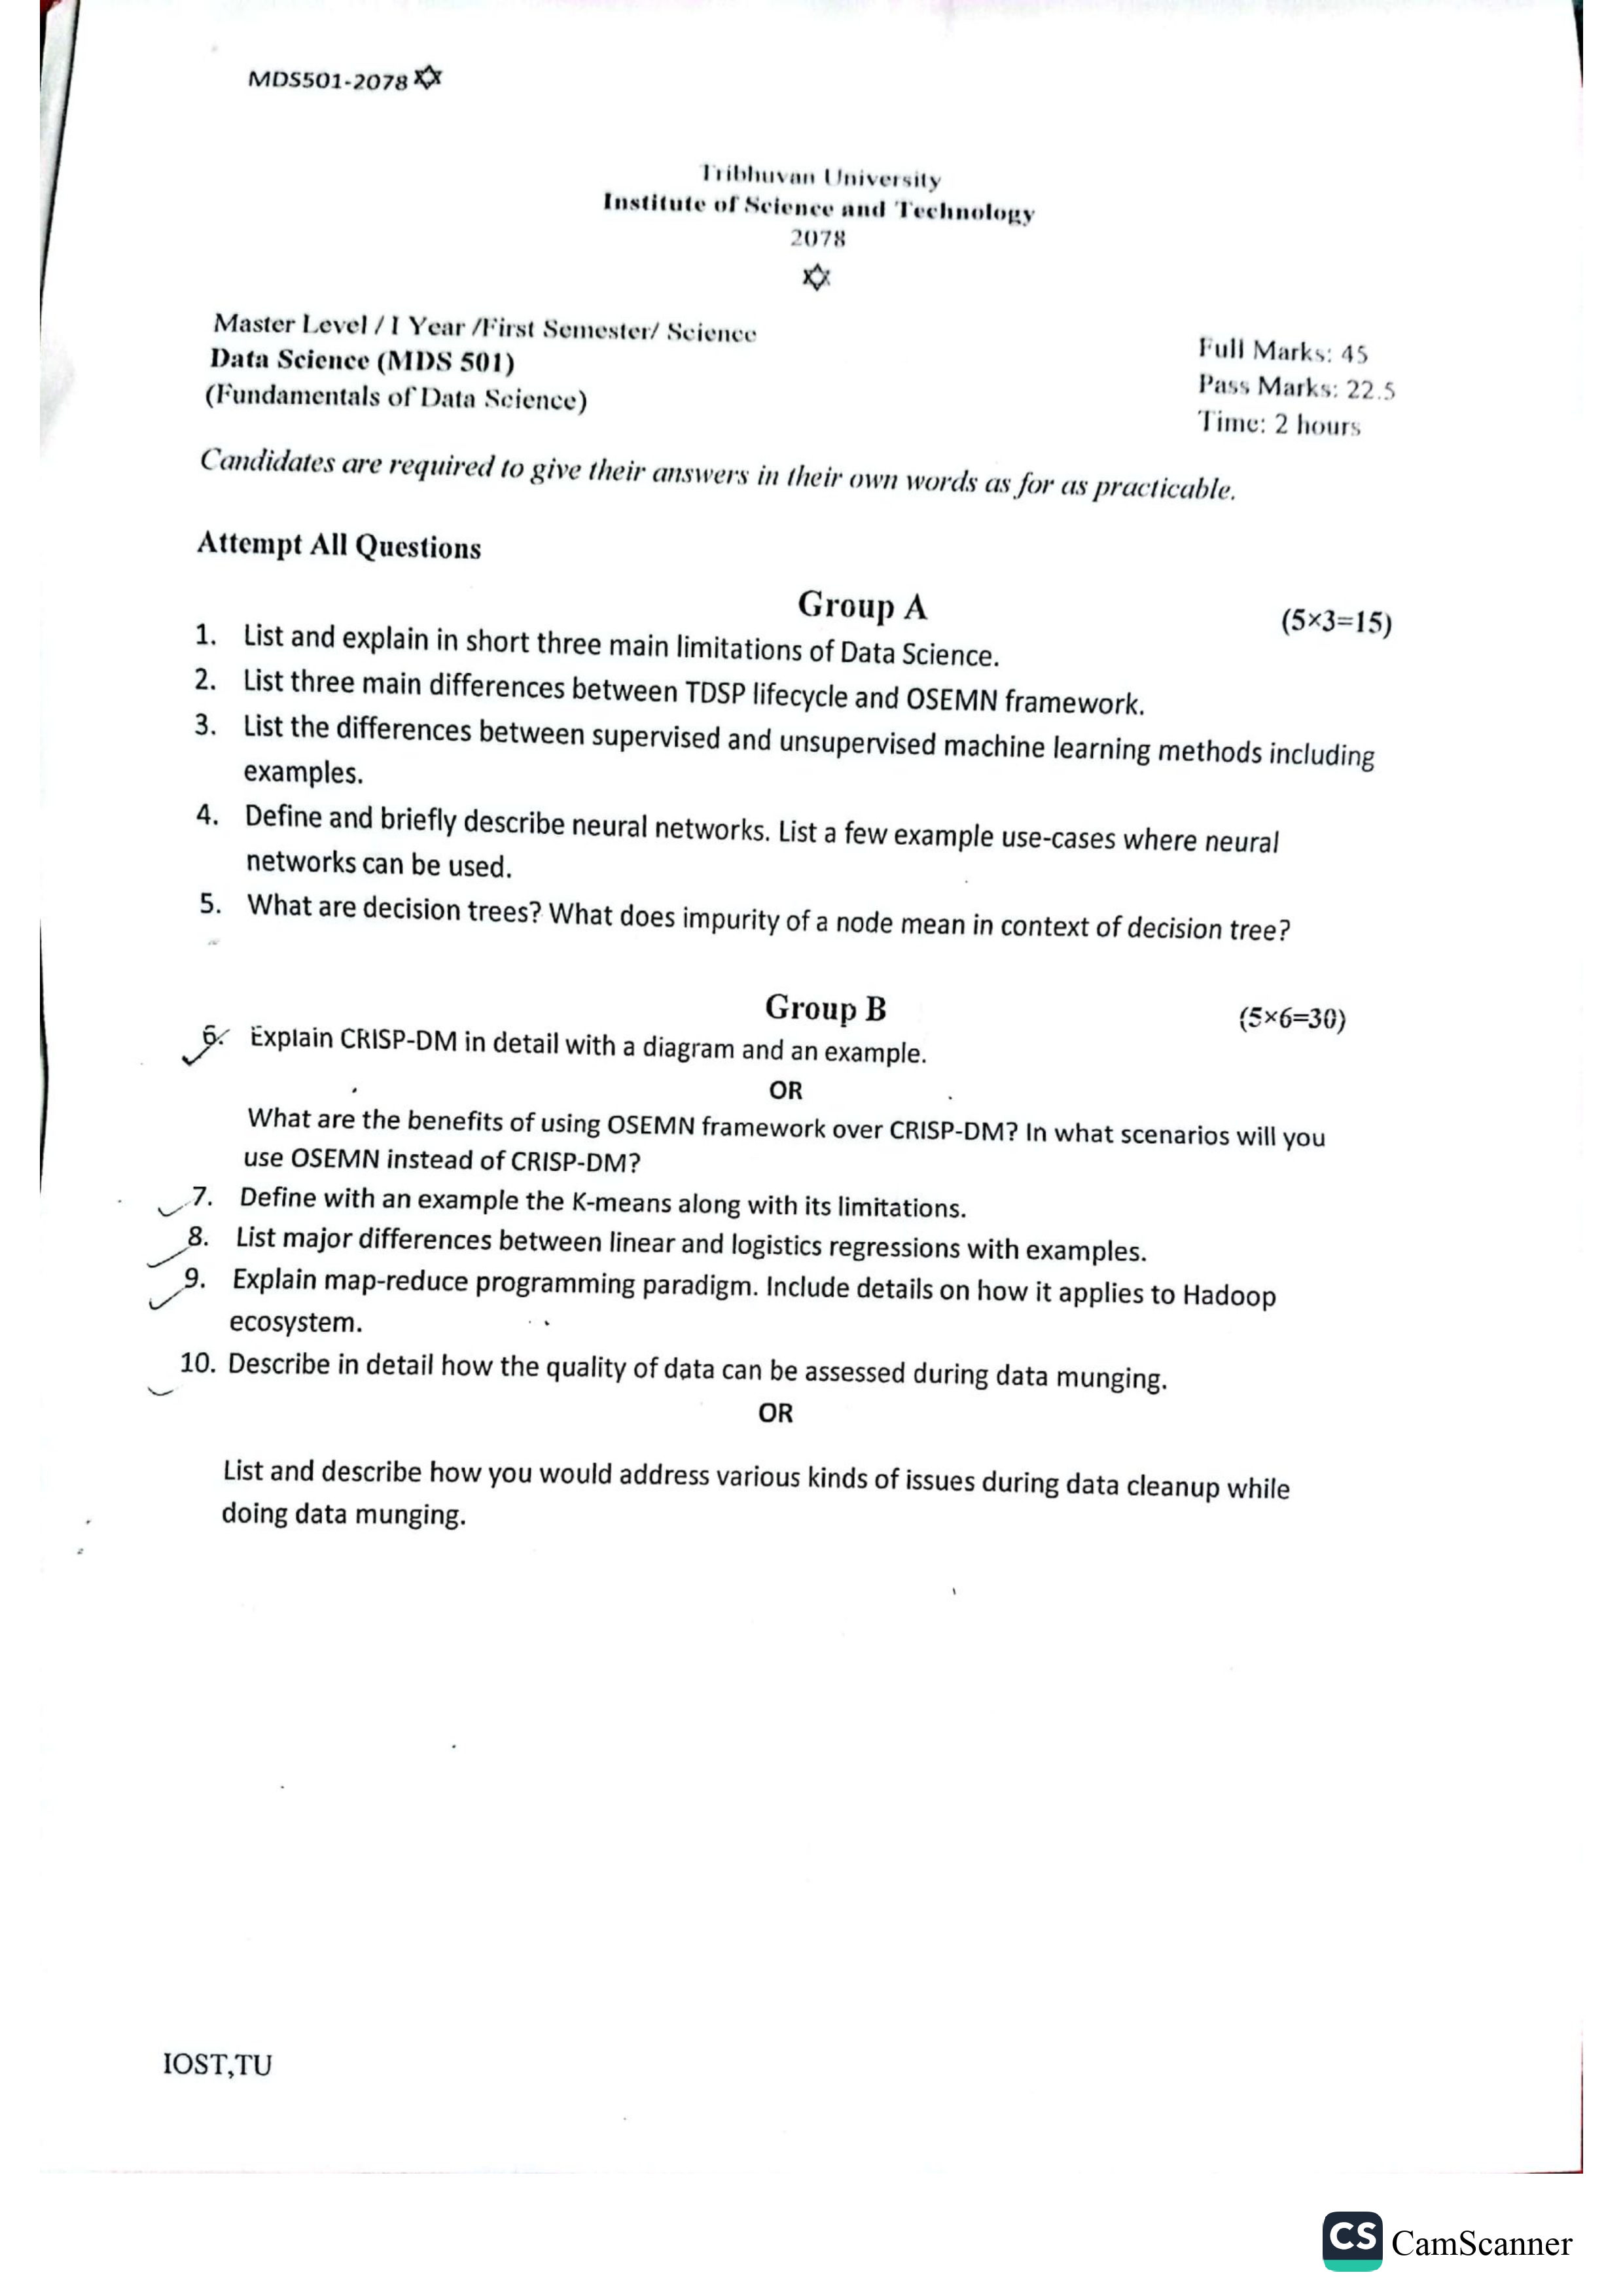 MDS501-2078
Tribhuvan University
Institute of Science and Technology
2078
Master Level / I Year /First Semester/ Science
Data Science (MDS 501)
(Fundamentals of Data Science)
Full Marks: 45
Pass Marks: 22.5
Time: 2 hours
Candidates are required to give their answers in their own words as for as practicable.
Attempt All Questions
Group A (5×3=15)
1. List and explain in short three main limitations of Data Science.
2. List three main differences between TDSP lifecycle and OSEMN framework.
3. List the differences between supervised and unsupervised machine learning methods including
examples.
4. Define and briefly describe neural networks. List a few example use-cases where neural
networks can be used.
5. What are decision trees? What does impurity of a node mean in context of decision tree?
Group B (5×6=30)
6. Explain CRISP-DM in detail with a diagram and an example.
OR
What are the benefits of using OSEMN framework over CRISP-DM? In what scenarios will you
use OSEMN instead of CRISP-DM?
7. Define with an example the K-means along with its limitations.
8. List major differences between linear and logistics regressions with examples.
9. Explain map-reduce programming paradigm. Include details on how it applies to Hadoop
ecosystem.
10. Describe in detail how the quality of data can be assessed during data munging.
OR
List and describe how you would address various kinds of issues during data cleanup while
doing data munging.
IOST,TU
CS CamScanner